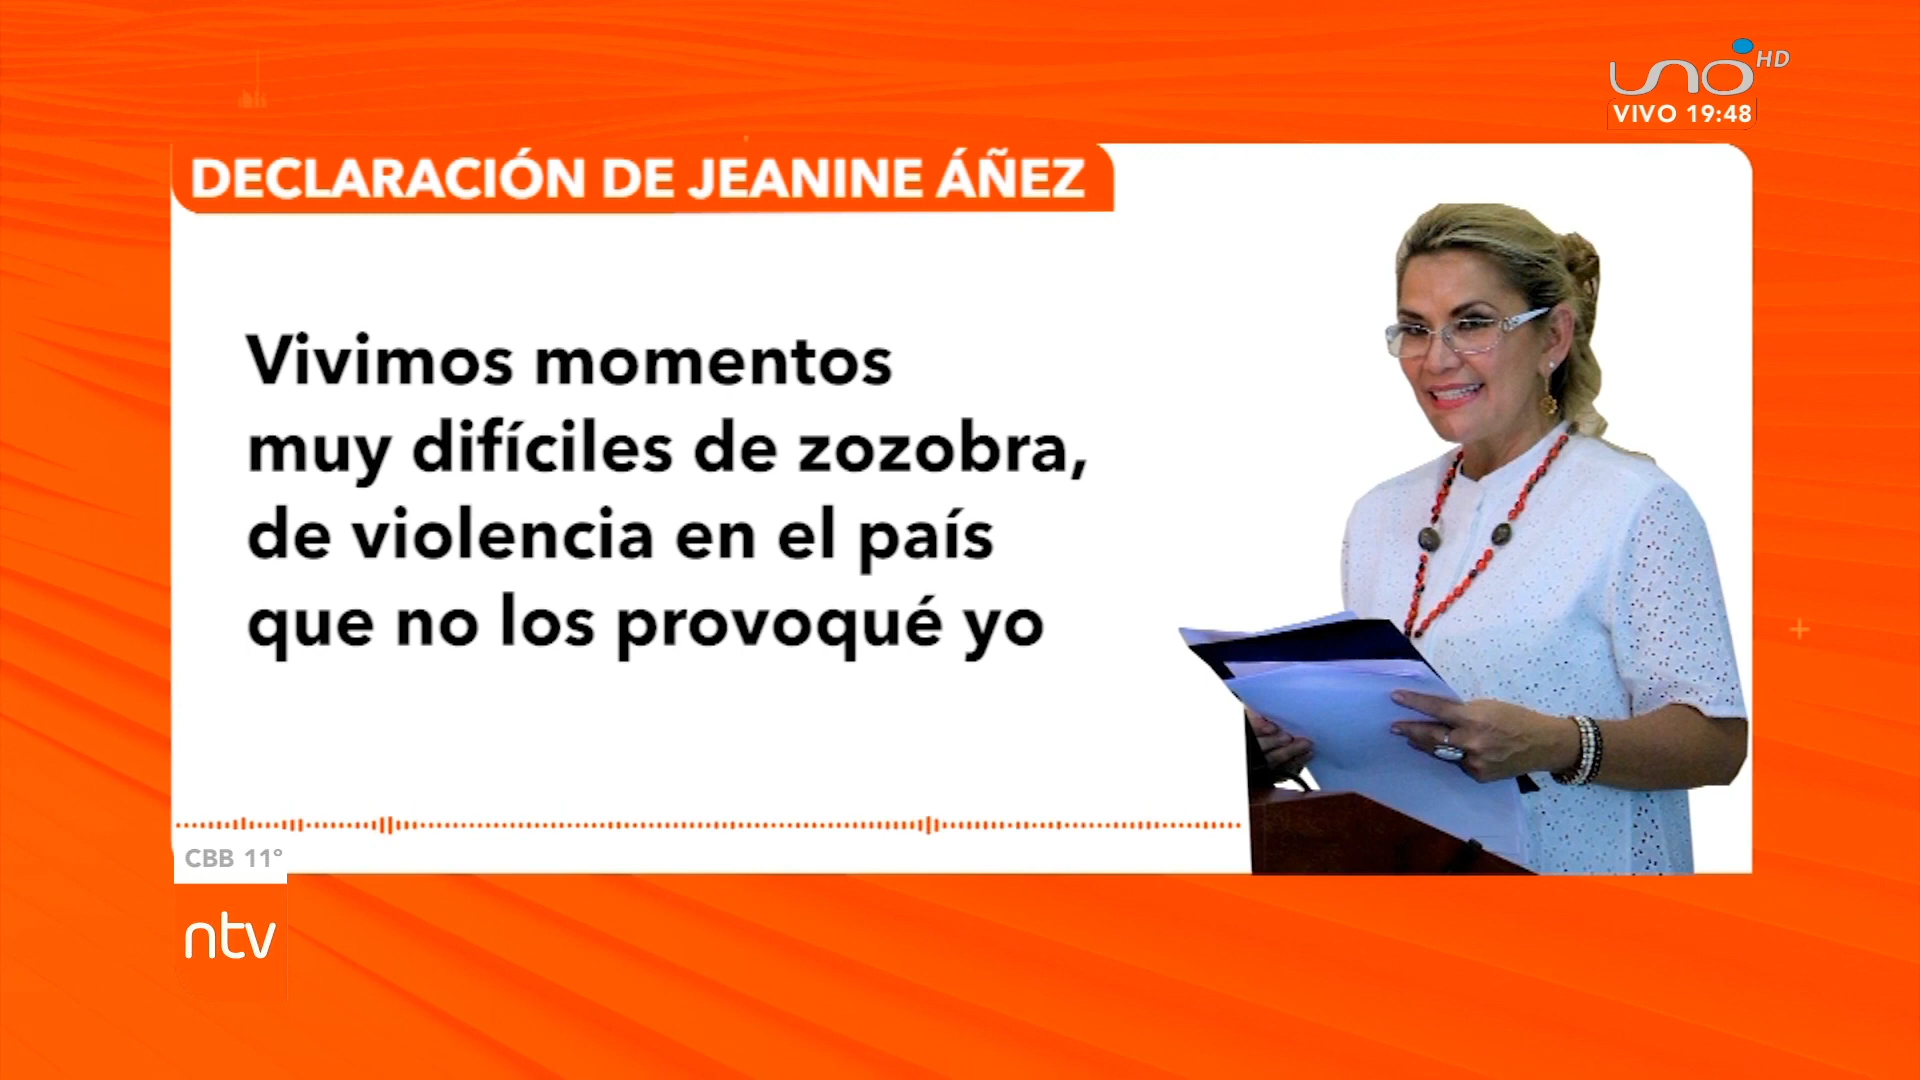 UNO HD
VIVO 19:48
DECLARACIÓN DE JEANINE ÁÑEZ
Vivimos momentos
muy difíciles de zozobra,
de violencia en el país
que no los provoqué yo
CBB 11°
ntv